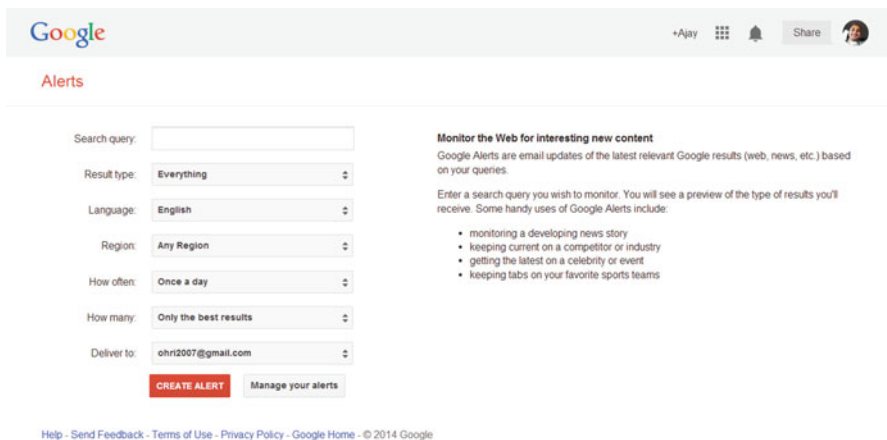 Google
+Ajay
Share
Alerts
Search query:
Result type: Everything
Language: English
Region: Any Region
How often: Once a day
How many: Only the best results
Deliver to: ohri2007@gmail.com
CREATE ALERT
Manage your alerts
Monitor the Web for interesting new content
Google Alerts are email updates of the latest relevant Google results (web, news, etc.) based
on your queries.
Enter a search query you wish to monitor. You will see a preview of the type of results you'll
receive. Some handy uses of Google Alerts include:
• monitoring a developing news story
• keeping current on a competitor or industry
• getting the latest on a celebrity or event
• keeping tabs on your favorite sports teams
Help - Send Feedback - Terms of Use - Privacy Policy - Google Home - © 2014 Google